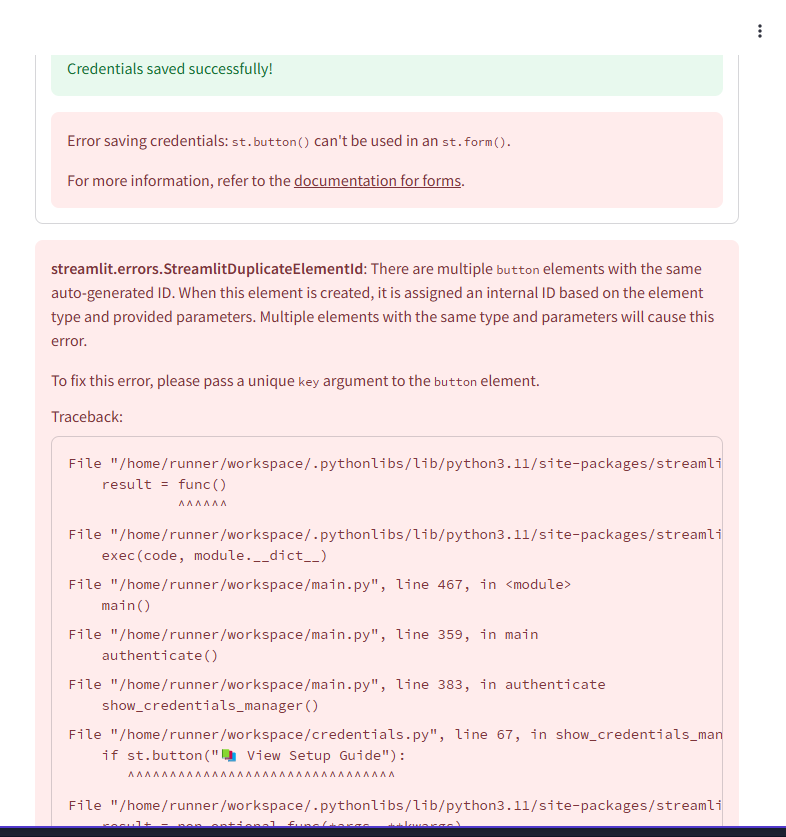 Credentials saved successfully!
Error saving credentials: st.button() can't be used in an st.form().
For more information, refer to the documentation for forms.
streamlit.errors.StreamlitDuplicateElementId: There are multiple button elements with the same
auto-generated ID. When this element is created, it is assigned an internal ID based on the element
type and provided parameters. Multiple elements with the same type and parameters will cause this
error.
To fix this error, please pass a unique key argument to the button element.
Traceback:
File "/home/runner/workspace/.pythonlibs/lib/python3.11/site-packages/streamli
result = func()
^^^^^^
File "/home/runner/workspace/.pythonlibs/lib/python3.11/site-packages/streamli
exec(code, module.__dict__)
File "/home/runner/workspace/main.py", line 467, in <module>
main()
File "/home/runner/workspace/main.py", line 359, in main
authenticate()
File "/home/runner/workspace/main.py", line 383, in authenticate
show_credentials_manager()
File "/home/runner/workspace/credentials.py", line 67, in show_credentials_man
if st.button("📚 View Setup Guide"):
^^^^^^^^^^^^^^^^^^^^^^^^^^^^^^^^
File "/home/runner/workspace/.pythonlibs/lib/python3.11/site-packages/streamli
result = non_optional_func(*args, **kwargs)